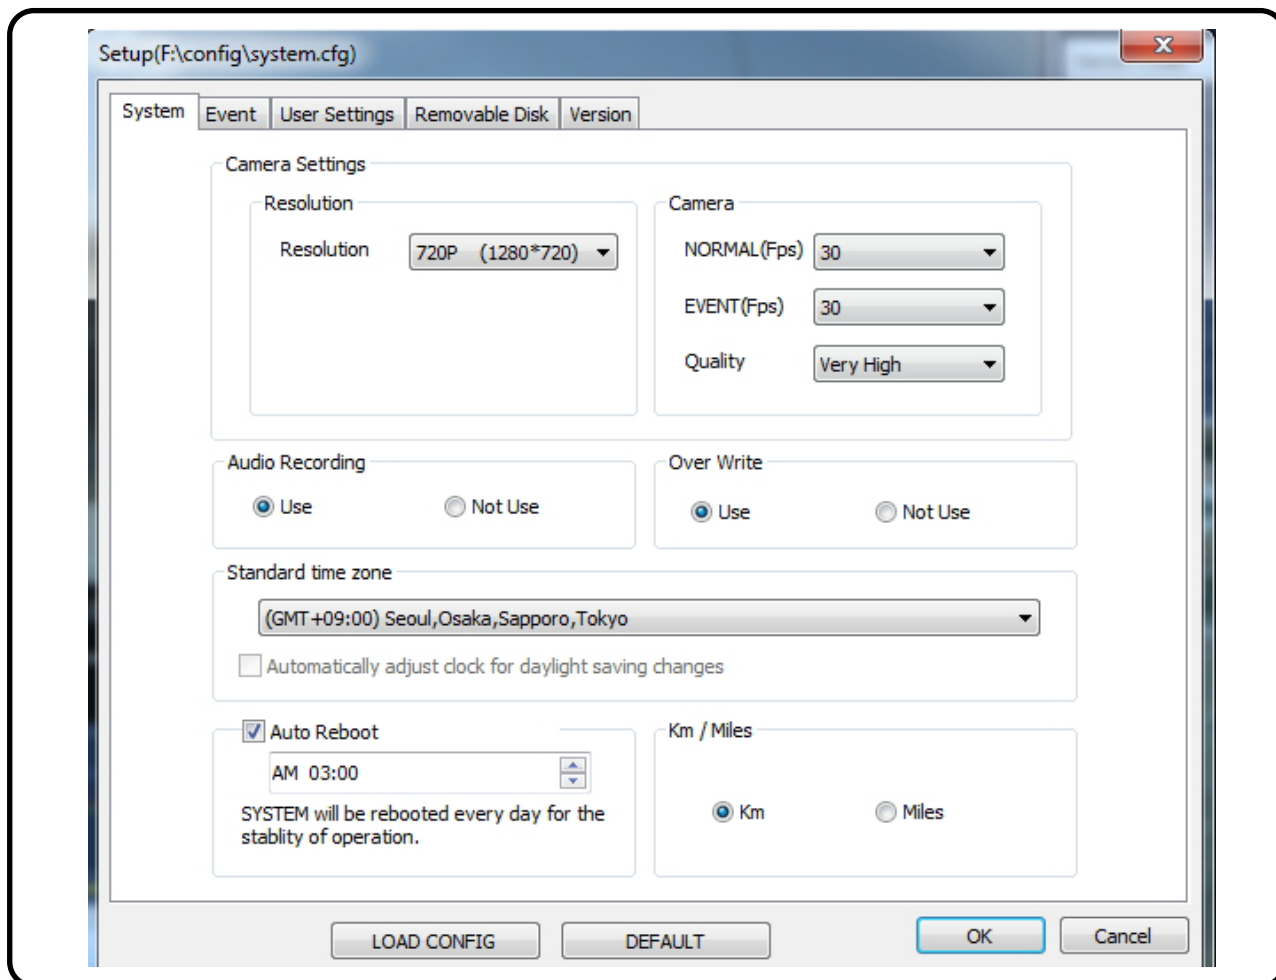 Setup(F:\config\system.cfg)
System Event User Settings Removable Disk Version
Camera Settings
Resolution
Resolution 720P (1280*720)
Camera
NORMAL(Fps) 30
EVENT(Fps) 30
Quality Very High
Audio Recording
Use Not Use
Over Write
Use Not Use
Standard time zone
(GMT+09:00) Seoul,Osaka,Sapporo,Tokyo
Automatically adjust clock for daylight saving changes
Auto Reboot
AM 03:00
SYSTEM will be rebooted every day for the
stablity of operation.
Km / Miles
Km Miles
LOAD CONFIG DEFAULT OK Cancel